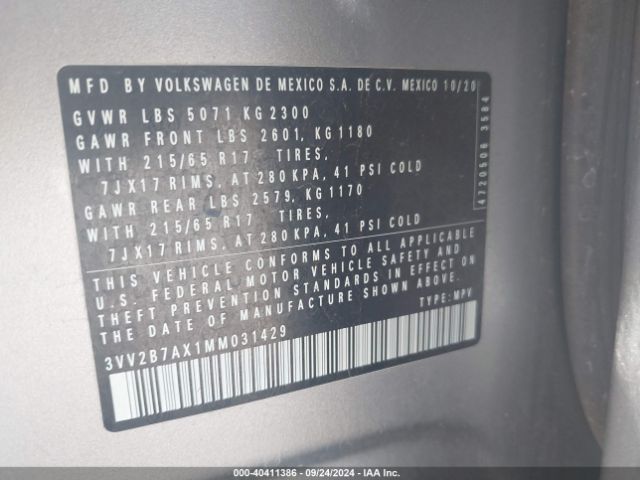 MFD BY VOLKSWAGEN DE MEXICO S.A. DE C.V. MEXICO 10/20
GVWR LBS 5071 KG 2300
GAWR FRONT LBS 2601, KG 1180
WITH 215/65 R17 TIRES,
7JX17 RIMS, AT 280 KPA, 41 PSI COLD
GAWR REAR LBS 2579, KG 1170
WITH 215/65 R17 TIRES,
7JX17 RIMS, AT 280 KPA, 41 PSI COLD
THIS VEHICLE CONFORMS TO ALL APPLICABLE
U.S. FEDERAL MOTOR VEHICLE SAFETY AND
THEFT PREVENTION STANDARDS IN EFFECT ON
THE DATE OF MANUFACTURE SHOWN ABOVE.
3VV2B7AX1MM031429 TYPE: MPV
4720506 3584
000-40411386 - 09/24/2024 - IAA Inc.